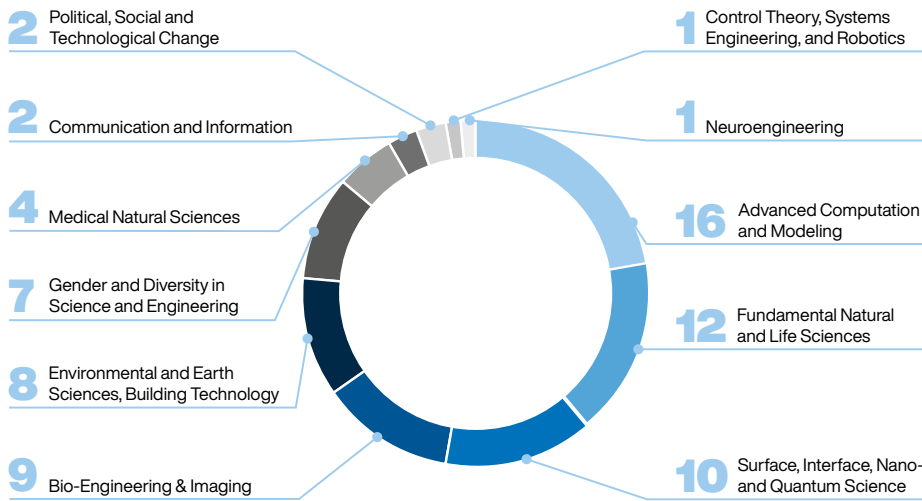 2 Political, Social and
Technological Change
2 Communication and Information
4 Medical Natural Sciences
7 Gender and Diversity in
Science and Engineering
8 Environmental and Earth
Sciences, Building Technology
9 Bio-Engineering & Imaging
1 Control Theory, Systems
Engineering, and Robotics
1 Neuroengineering
16 Advanced Computation
and Modeling
12 Fundamental Natural
and Life Sciences
10 Surface, Interface, Nano-
and Quantum Science